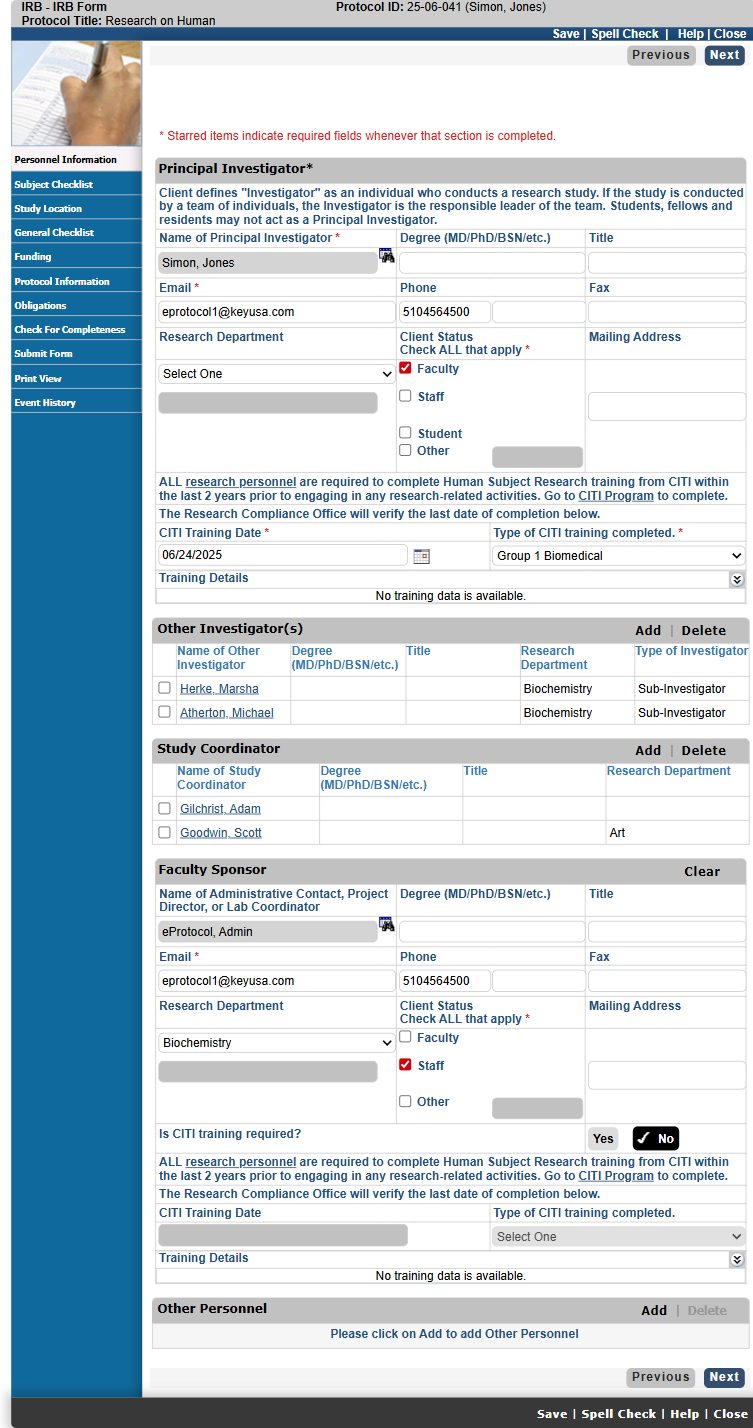 IRB - IRB Form
Protocol ID: 25-06-041 (Simon, Jones)
Protocol Title: Research on Human
Save | Spell Check | Help | Close
Previous Next
Personnel Information
Subject Checklist
Study Location
General Checklist
Funding
Protocol Information
Obligations
Check For Completeness
Submit Form
Print View
Event History
* Starred items indicate required fields whenever that section is completed.
Principal Investigator*
Client defines "Investigator" as an individual who conducts a research study. If the study is conducted
by a team of individuals, the Investigator is the responsible leader of the team. Students, fellows and
residents may not act as a Principal Investigator.
Name of Principal Investigator * Degree (MD/PhD/BSN/etc.) Title
Simon, Jones
Email * Phone Fax
eprotocol1@keyusa.com 5104564500
Research Department Client Status Mailing Address
Check ALL that apply *
Select One Faculty
Staff
Student
Other
ALL research personnel are required to complete Human Subject Research training from CITI within
the last 2 years prior to engaging in any research-related activities. Go to CITI Program to complete.
The Research Compliance Office will verify the last date of completion below.
CITI Training Date * Type of CITI training completed. *
06/24/2025 Group 1 Biomedical
Training Details
No training data is available.
Other Investigator(s) Add | Delete
Name of Other Degree Title Research Type of Investigator
Investigator (MD/PhD/BSN/etc.) Department
Herke, Marsha Biochemistry Sub-Investigator
Atherton, Michael Biochemistry Sub-Investigator
Study Coordinator Add | Delete
Name of Study Degree Title Research Department
Coordinator (MD/PhD/BSN/etc.)
Gilchrist, Adam
Goodwin, Scott Art
Faculty Sponsor Clear
Name of Administrative Contact, Project Degree (MD/PhD/BSN/etc.) Title
Director, or Lab Coordinator
eProtocol, Admin
Email * Phone Fax
eprotocol1@keyusa.com 5104564500
Research Department Client Status Mailing Address
Check ALL that apply *
Biochemistry Faculty
Staff
Other
Is CITI training required? Yes No
ALL research personnel are required to complete Human Subject Research training from CITI within
the last 2 years prior to engaging in any research-related activities. Go to CITI Program to complete.
The Research Compliance Office will verify the last date of completion below.
CITI Training Date Type of CITI training completed.
Select One
Training Details
No training data is available.
Other Personnel Add | Delete
Please click on Add to add Other Personnel
Previous Next
Save | Spell Check | Help | Close